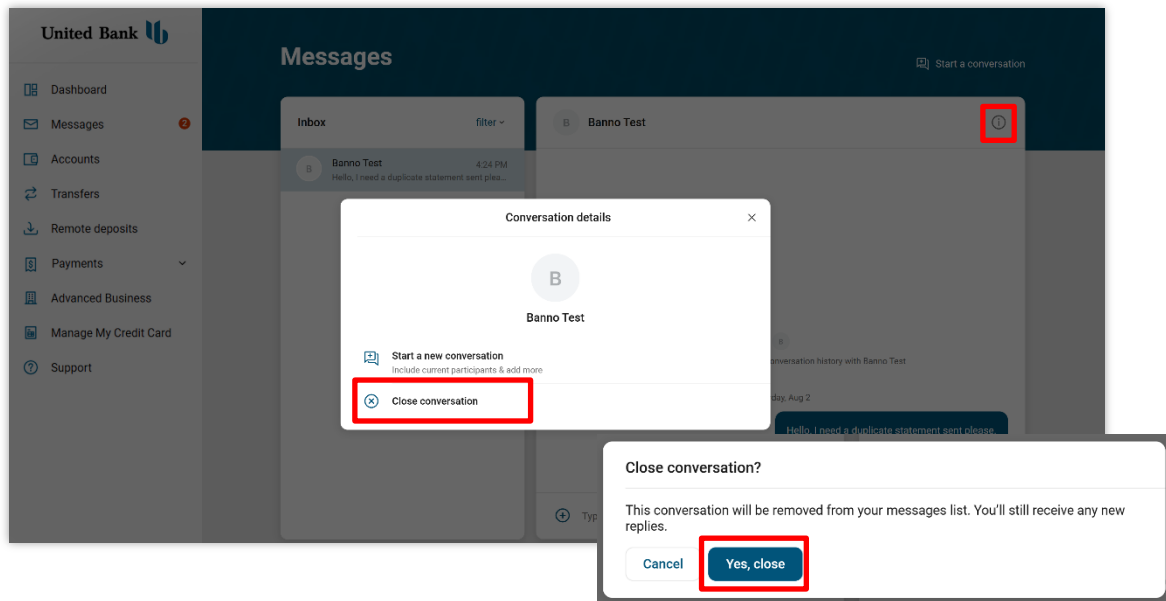 United Bank
Dashboard
Messages 2
Accounts
Transfers
Remote deposits
Payments
Advanced Business
Manage My Credit Card
Support
Messages
Start a conversation
Inbox filter
B Banno Test
B Banno Test 4:24 PM
Hello, I need a duplicate statement sent plea...
Conversation details
B
Banno Test
Start a new conversation
Include current participants & add more
Close conversation
B
onversation history with Banno Test
day, Aug 2
Hello, I need a duplicate statement sent please.
Typ
Close conversation?
This conversation will be removed from your messages list. You'll still receive any new
replies.
Cancel Yes, close